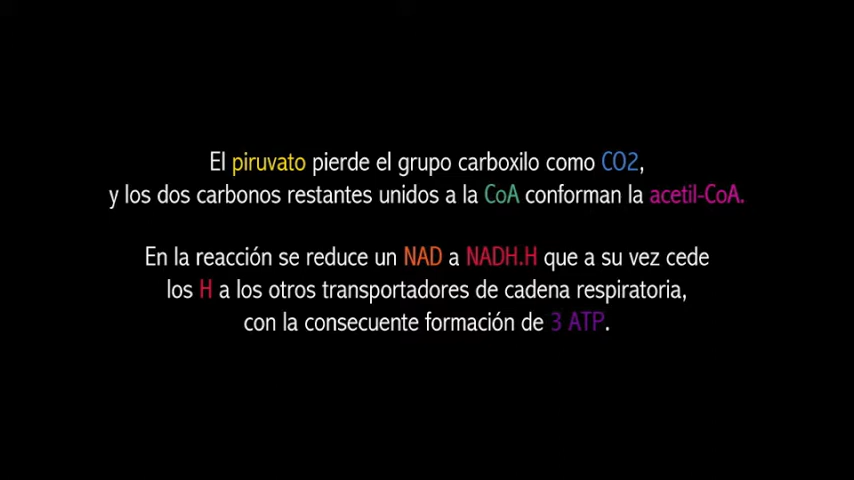 El piruvato pierde el grupo carboxilo como CO2,
y los dos carbonos restantes unidos a la CoA conforman la acetil-CoA.
En la reacción se reduce un NAD a NADH.H que a su vez cede
los H a los otros transportadores de cadena respiratoria,
con la consecuente formación de 3 ATP.